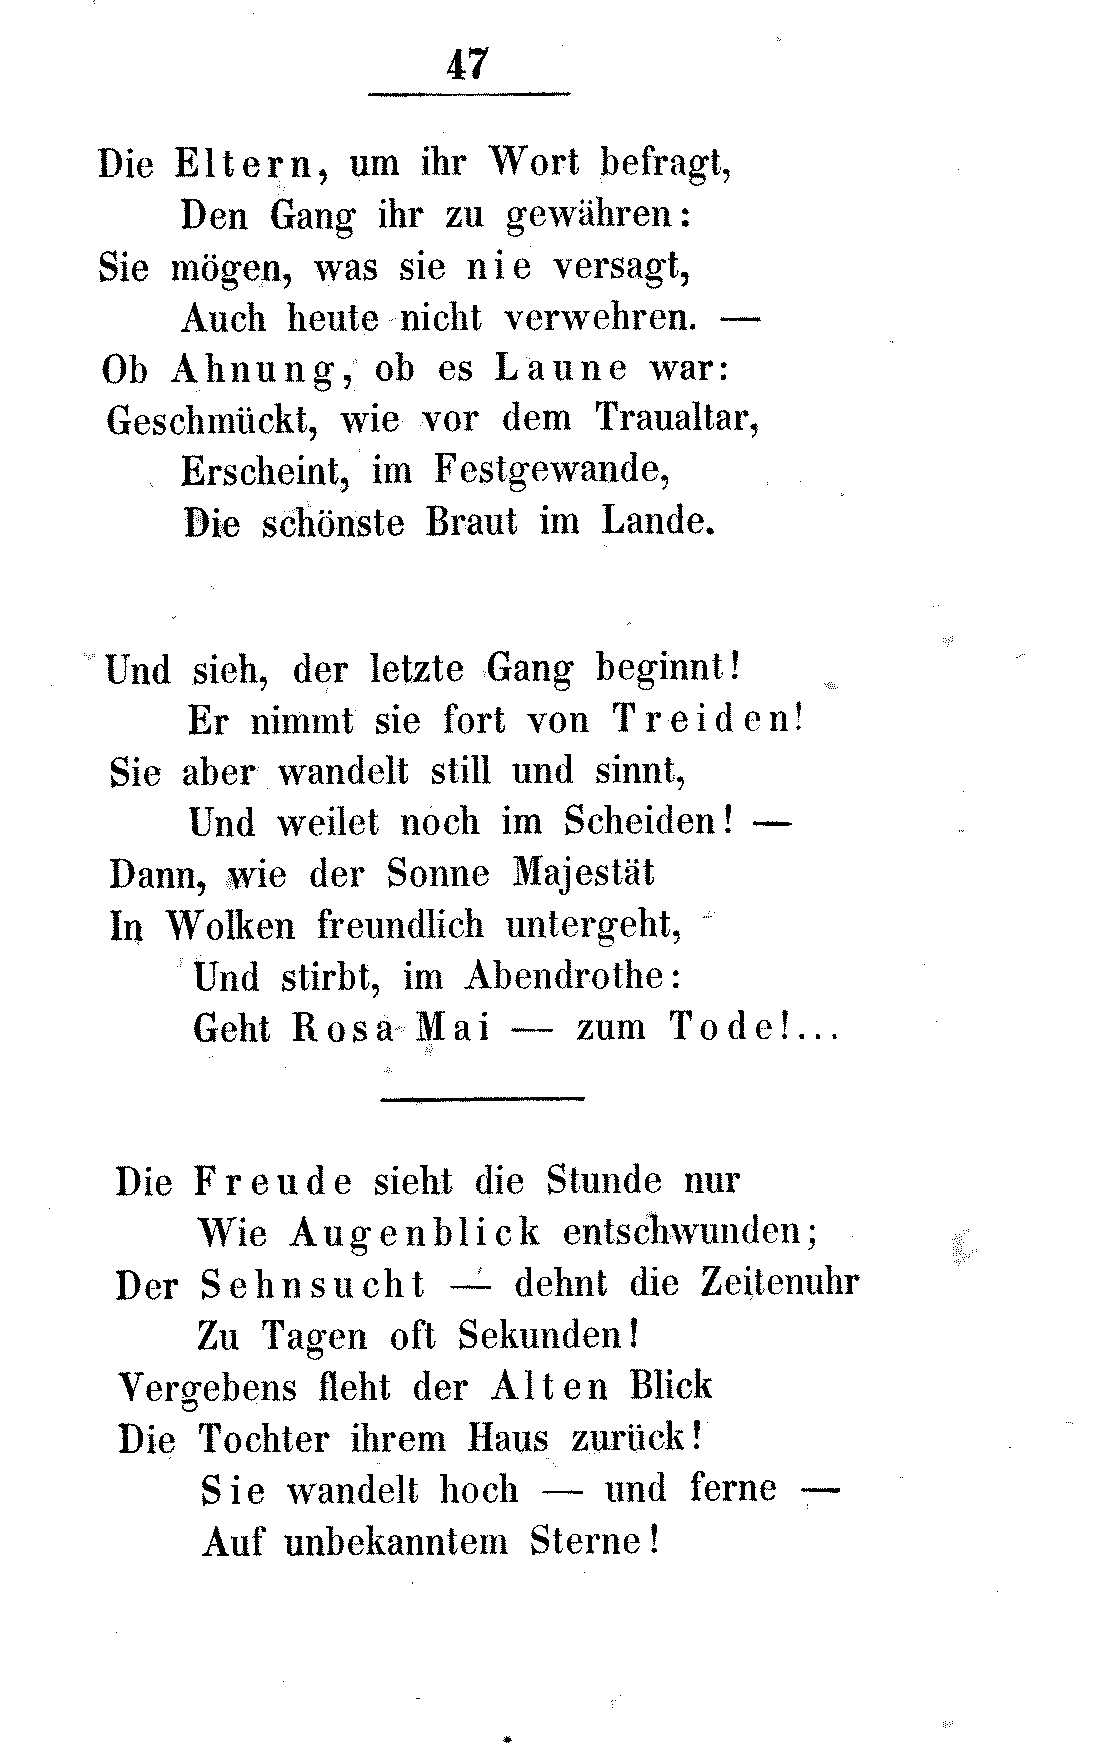 47
Die Eltern, um ihr Wort befragt,
Den Gang ihr zu gewähren:
Sie mögen, was sie nie versagt,
Auch heute nicht verwehren. —
Ob Ahnung, ob es Laune war:
Geschmückt, wie vor dem Traualtar,
Erscheint, im Festgewande,
Die schönste Braut im Lande.
Und sieh, der letzte Gang beginnt!
Er nimmt sie fort von Treiden!
Sie aber wandelt still und sinnt,
Und weilet noch im Scheiden! —
Dann, wie der Sonne Majestät
In Wolken freundlich untergeht,
Und stirbt, im Abendrothe:
Geht Rosa Mai — zum Tode!...
Die Freude sieht die Stunde nur
Wie Augenblick entschwunden;
Der Sehnsucht — dehnt die Zeitenuhr
Zu Tagen oft Sekunden!
Vergebens fleht der Alten Blick
Die Tochter ihrem Haus zurück!
Sie wandelt hoch — und ferne —
Auf unbekanntem Sterne!